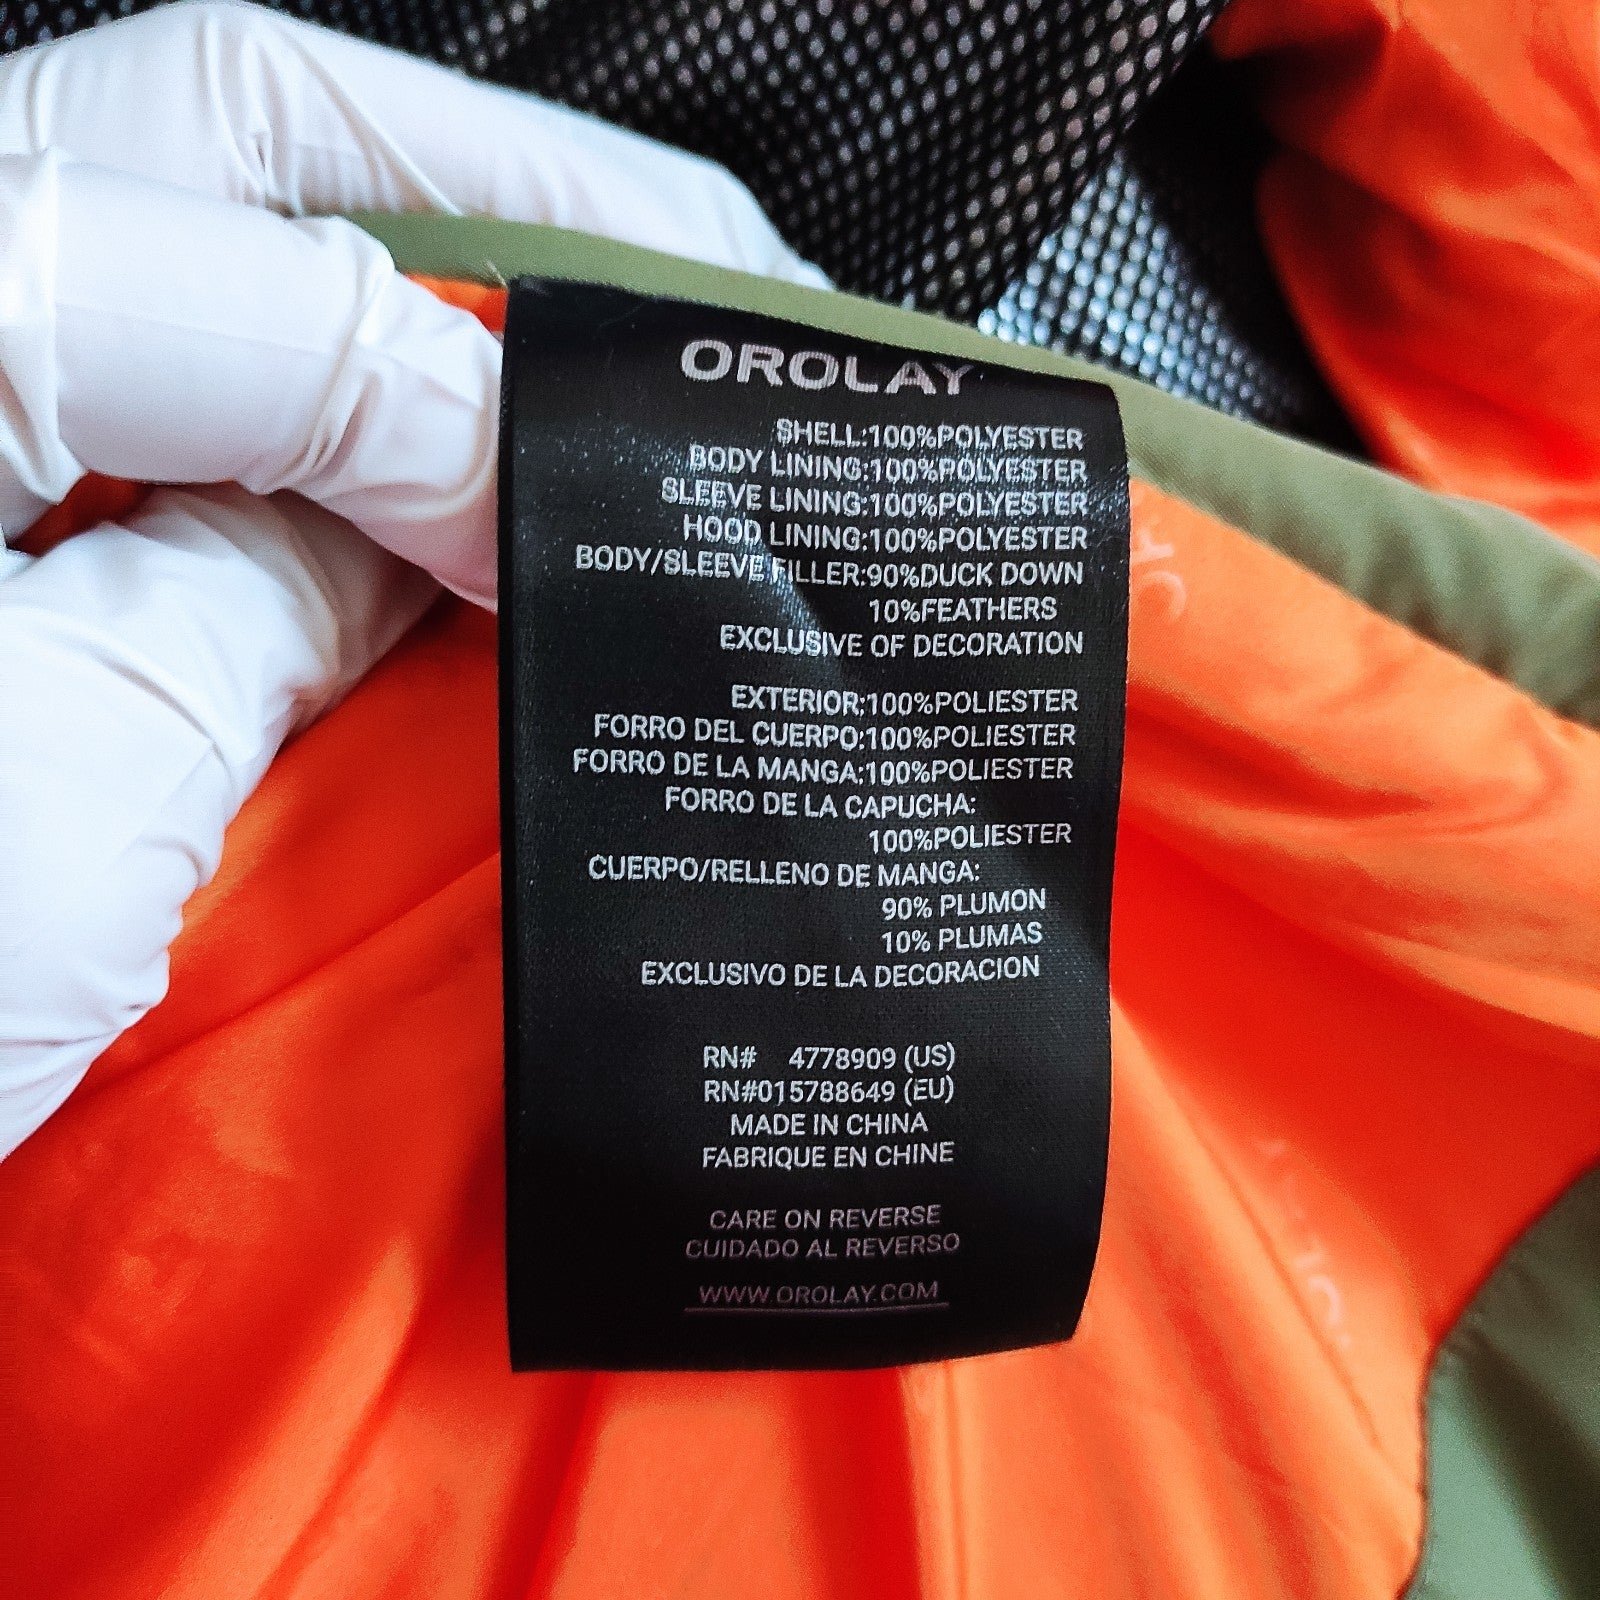 OROLAY
SHELL:100%POLYESTER
BODY LINING:100%POLYESTER
SLEEVE LINING:100%POLYESTER
HOOD LINING:100%POLYESTER
BODY/SLEEVE FILLER:90%DUCK DOWN
10%FEATHERS
EXCLUSIVE OF DECORATION
EXTERIOR:100%POLIESTER
FORRO DEL CUERPO:100%POLIESTER
FORRO DE LA MANGA:100%POLIESTER
FORRO DE LA CAPUCHA:
100%POLIESTER
CUERPO/RELLENO DE MANGA:
90% PLUMON
10% PLUMAS
EXCLUSIVO DE LA DECORACION
RN# 4778909 (US)
RN#015788649 (EU)
MADE IN CHINA
FABRIQUE EN CHINE
CARE ON REVERSE
CUIDADO AL REVERSO
WWW.OROLAY.COM